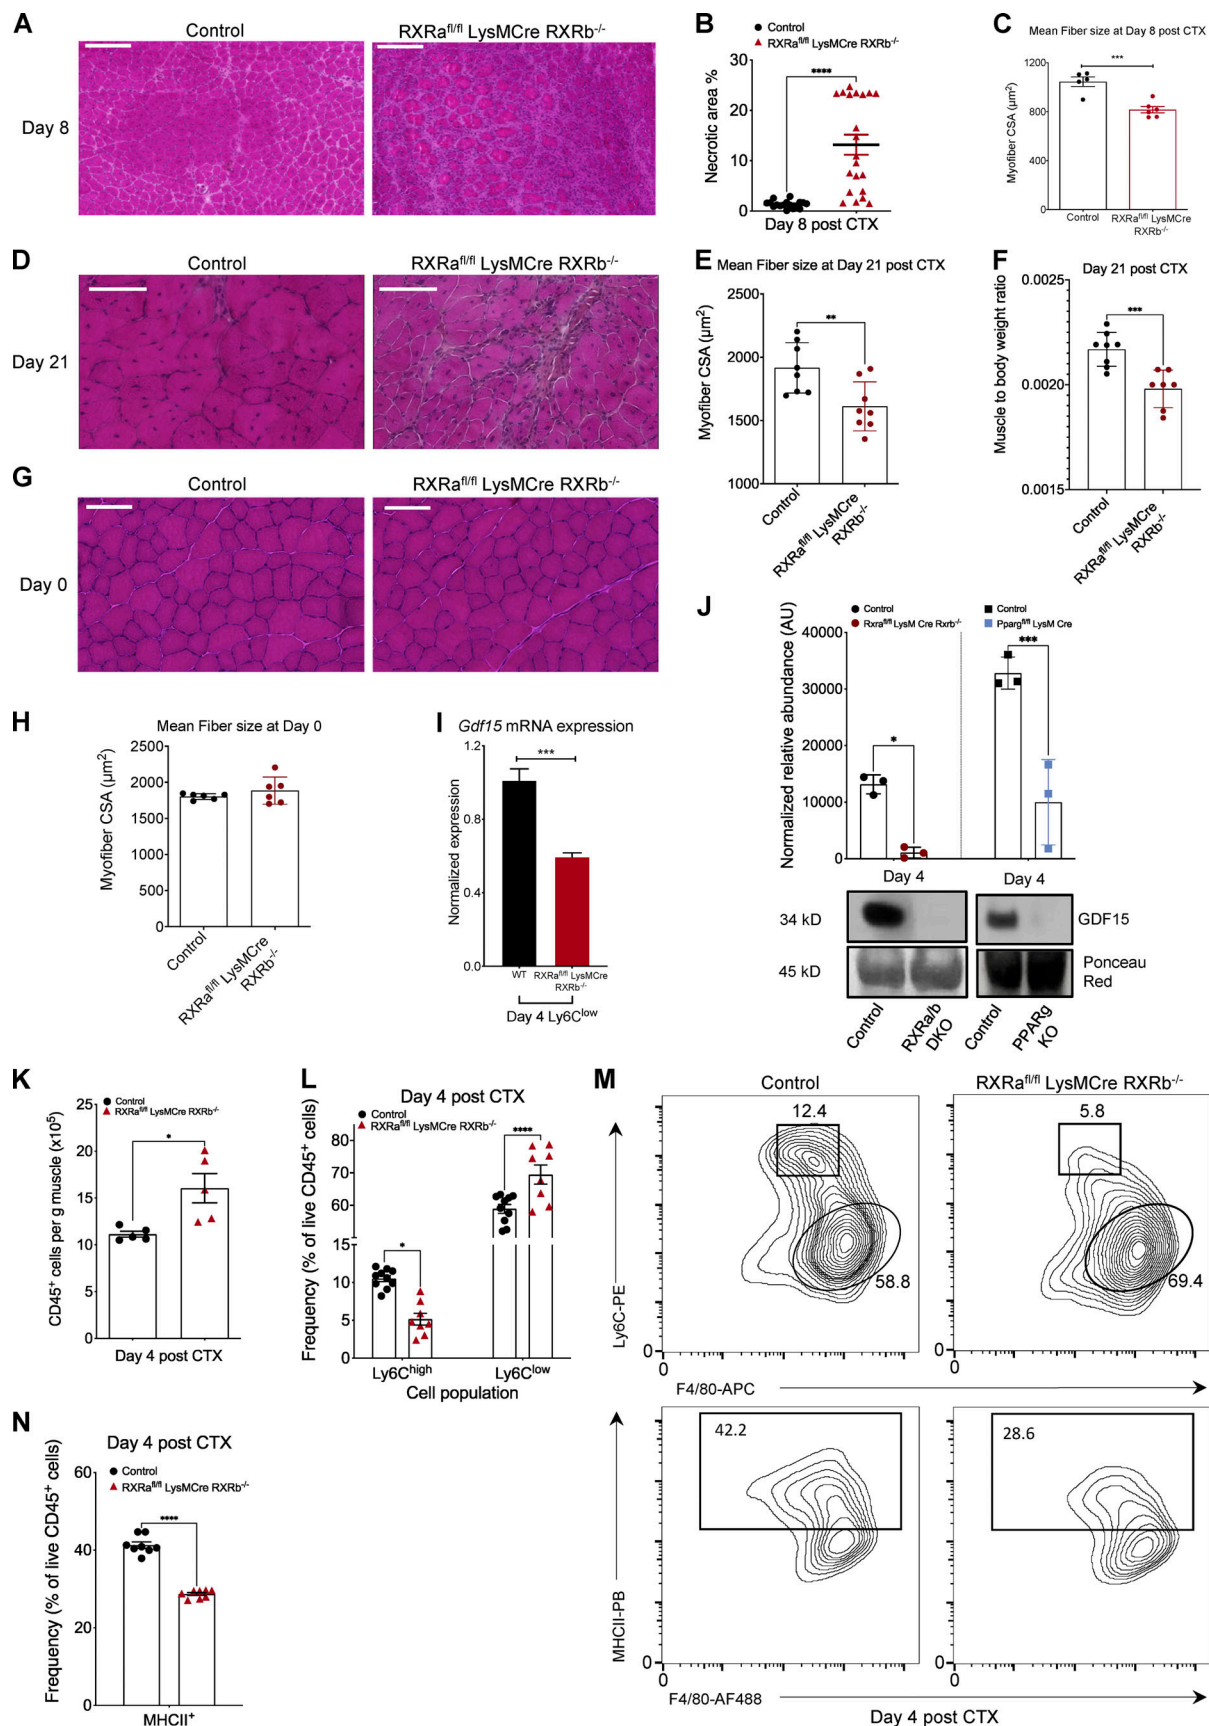 A
Control
RXRa^fl/fl LysMCre RXRb^-/-
Day 8
B
Control
RXRa^fl/fl LysMCre RXRb^-/-
Necrotic area %
30
20
10
0
****
Day 8 post CTX
C
Mean Fiber size at Day 8 post CTX
Myofiber CSA (µm²)
1200
800
400
0
***
Control
RXRa^fl/fl LysMCre
RXRb^-/-
D
Control
RXRa^fl/fl LysMCre RXRb^-/-
Day 21
E
Mean Fiber size at Day 21 post CTX
Myofiber CSA (µm²)
2500
2000
1500
1000
**
Control
RXRa^fl/fl LysMCre
RXRb^-/-
F
Day 21 post CTX
Muscle to body weight ratio
0.0025
0.0020
0.0015
***
Control
RXRa^fl/fl LysMCre
RXRb^-/-
G
Control
RXRa^fl/fl LysMCre RXRb^-/-
Day 0
H
Mean Fiber size at Day 0
Myofiber CSA (µm²)
2500
2000
1500
1000
500
0
Control
RXRa^fl/fl LysMCre
RXRb^-/-
I
Gdf15 mRNA expression
Normalized expression
1.2
0.9
0.6
0.3
0.0
***
WT
RXRa^fl/fl LysMCre
RXRb^-/-
Day 4 Ly6C^low
J
Control
Rxra^fl/fl LysM Cre Rxrb^-/-
Control
Pparg^fl/fl LysM Cre
Normalized relative abundance (AU)
40000
30000
20000
10000
0
*
***
Day 4
Day 4
34 kD
GDF15
45 kD
Ponceau
Red
Control
RXRa/b
DKO
Control
PPARg
KO
K
Control
RXRa^fl/fl LysMCre RXRb^-/-
CD45⁺ cells per g muscle (x10⁵)
25
20
15
10
5
0
*
Day 4 post CTX
L
Day 4 post CTX
Control
RXRa^fl/fl LysMCre RXRb^-/-
Frequency (% of live CD45⁺ cells)
80
70
60
15
10
5
0
*
****
Ly6C^high
Ly6C^low
Cell population
M
Control
RXRa^fl/fl LysMCre RXRb^-/-
12.4
58.8
5.8
69.4
Ly6C-PE
0
0
0
0
F4/80-APC
42.2
28.6
MHCII-PB
0
0
0
0
F4/80-AF488
Day 4 post CTX
N
Day 4 post CTX
Control
RXRa^fl/fl LysMCre RXRb^-/-
Frequency (% of live CD45⁺ cells)
60
40
20
0
****
MHCII⁺